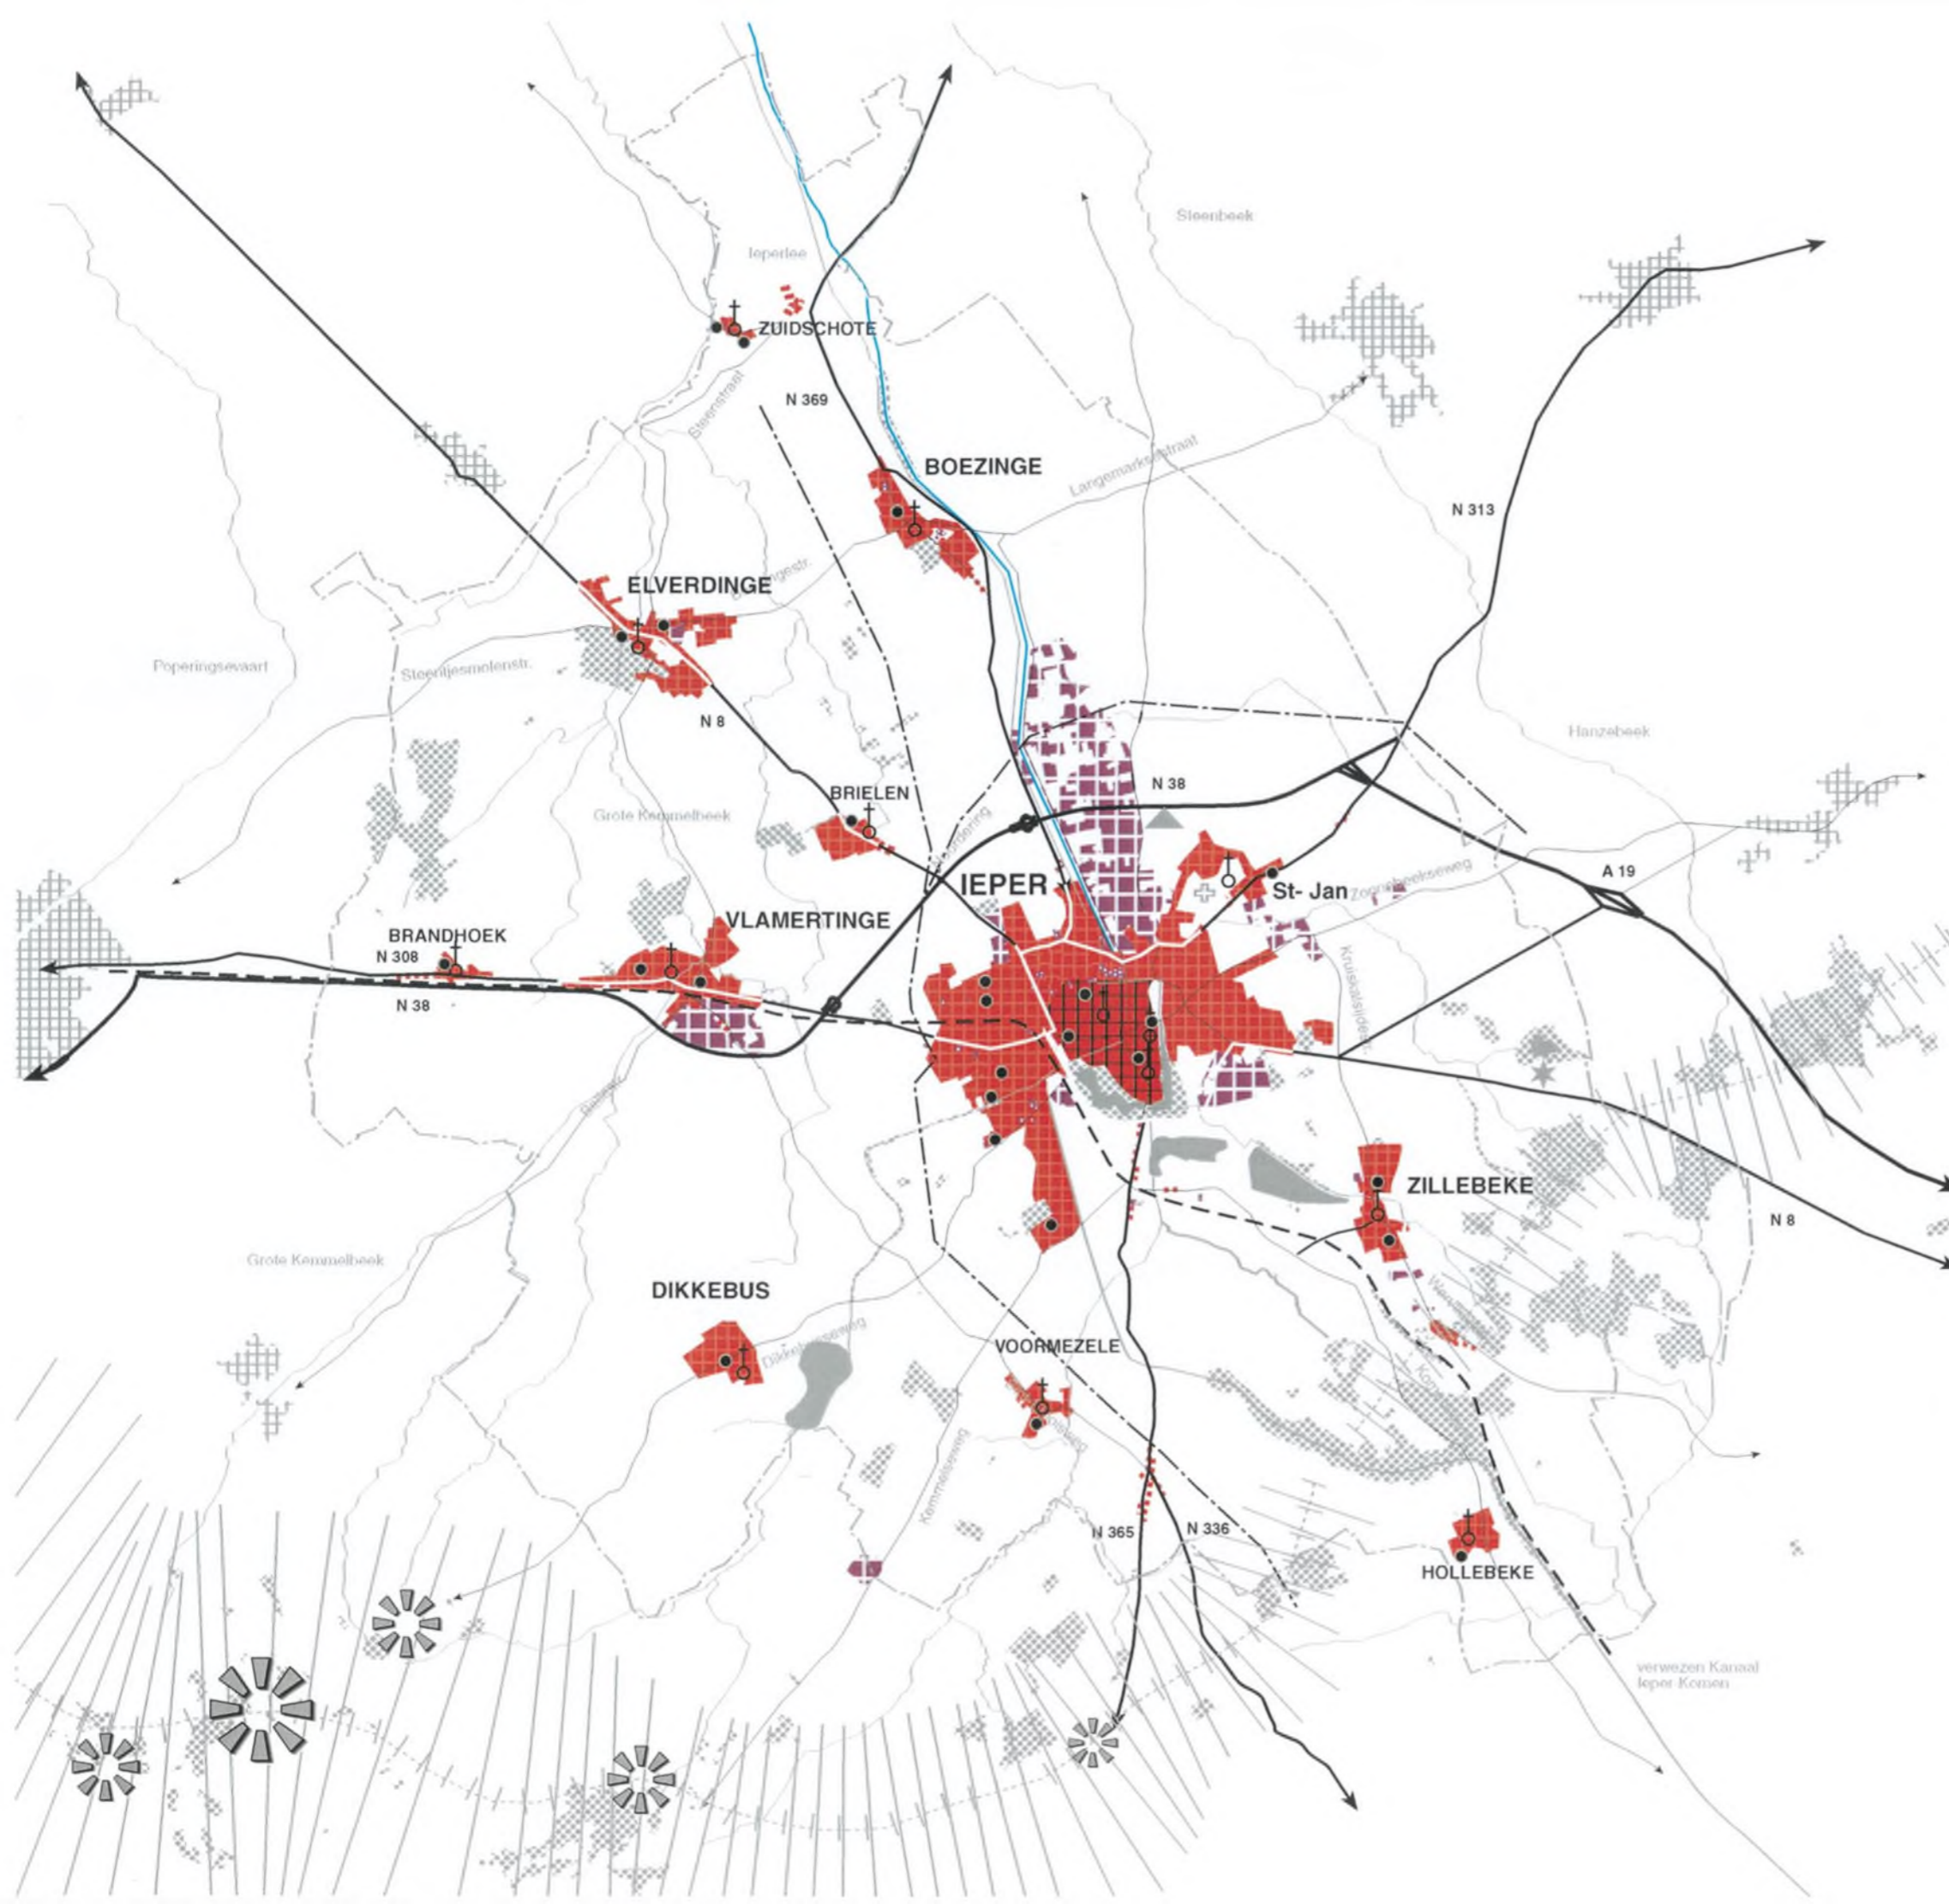 Steenbeek
Ieperlee
ZUIDSCHOTE
Steenstraat
N 369
BOEZINGE
Langemarkstraat
N 313
ELVERDINGE
Poperingsevaart
Steentjesmolenstr.
N 8
Hanzebeek
N 38
BRIELEN
Grote Kemmelbeek
A 19
IEPER
St- Jan
Zonnebeekseweg
VLAMERTINGE
BRANDHOEK
N 308
N 38
ZILLEBEKE
N 8
Grote Kemmelbeek
DIKKEBUS
Dikkebusseweg
VOORMEZELE
Kemmelseweg
N 365
N 336
HOLLEBEKE
verwezen Kanaal
Ieper-Komen